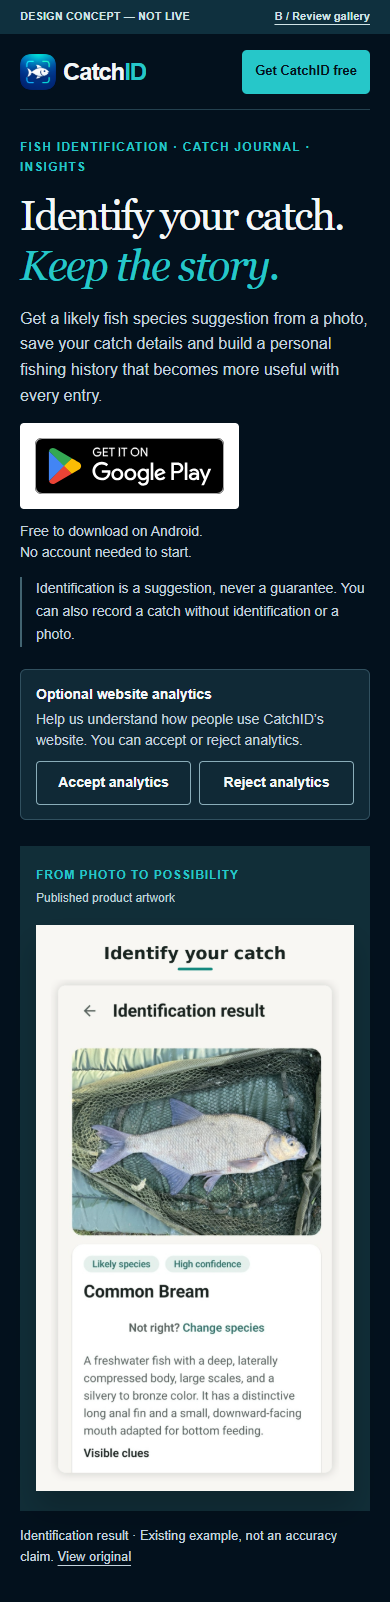 DESIGN CONCEPT — NOT LIVE
B / Review gallery
CatchID
Get CatchID free
FISH IDENTIFICATION · CATCH JOURNAL ·
INSIGHTS
Identify your catch.
Keep the story.
Get a likely fish species suggestion from a photo,
save your catch details and build a personal
fishing history that becomes more useful with
every entry.
GET IT ON
Google Play
Free to download on Android.
No account needed to start.
Identification is a suggestion, never a guarantee. You
can also record a catch without identification or a
photo.
Optional website analytics
Help us understand how people use CatchID's
website. You can accept or reject analytics.
Accept analytics
Reject analytics
FROM PHOTO TO POSSIBILITY
Published product artwork
Identify your catch
Identification result
Likely species
High confidence
Common Bream
Not right? Change species
A freshwater fish with a deep, laterally
compressed body, large scales, and a
silvery to bronze color. It has a distinctive
long anal fin and a small, downward-facing
mouth adapted for bottom feeding.
Visible clues
Identification result · Existing example, not an accuracy
claim. View original